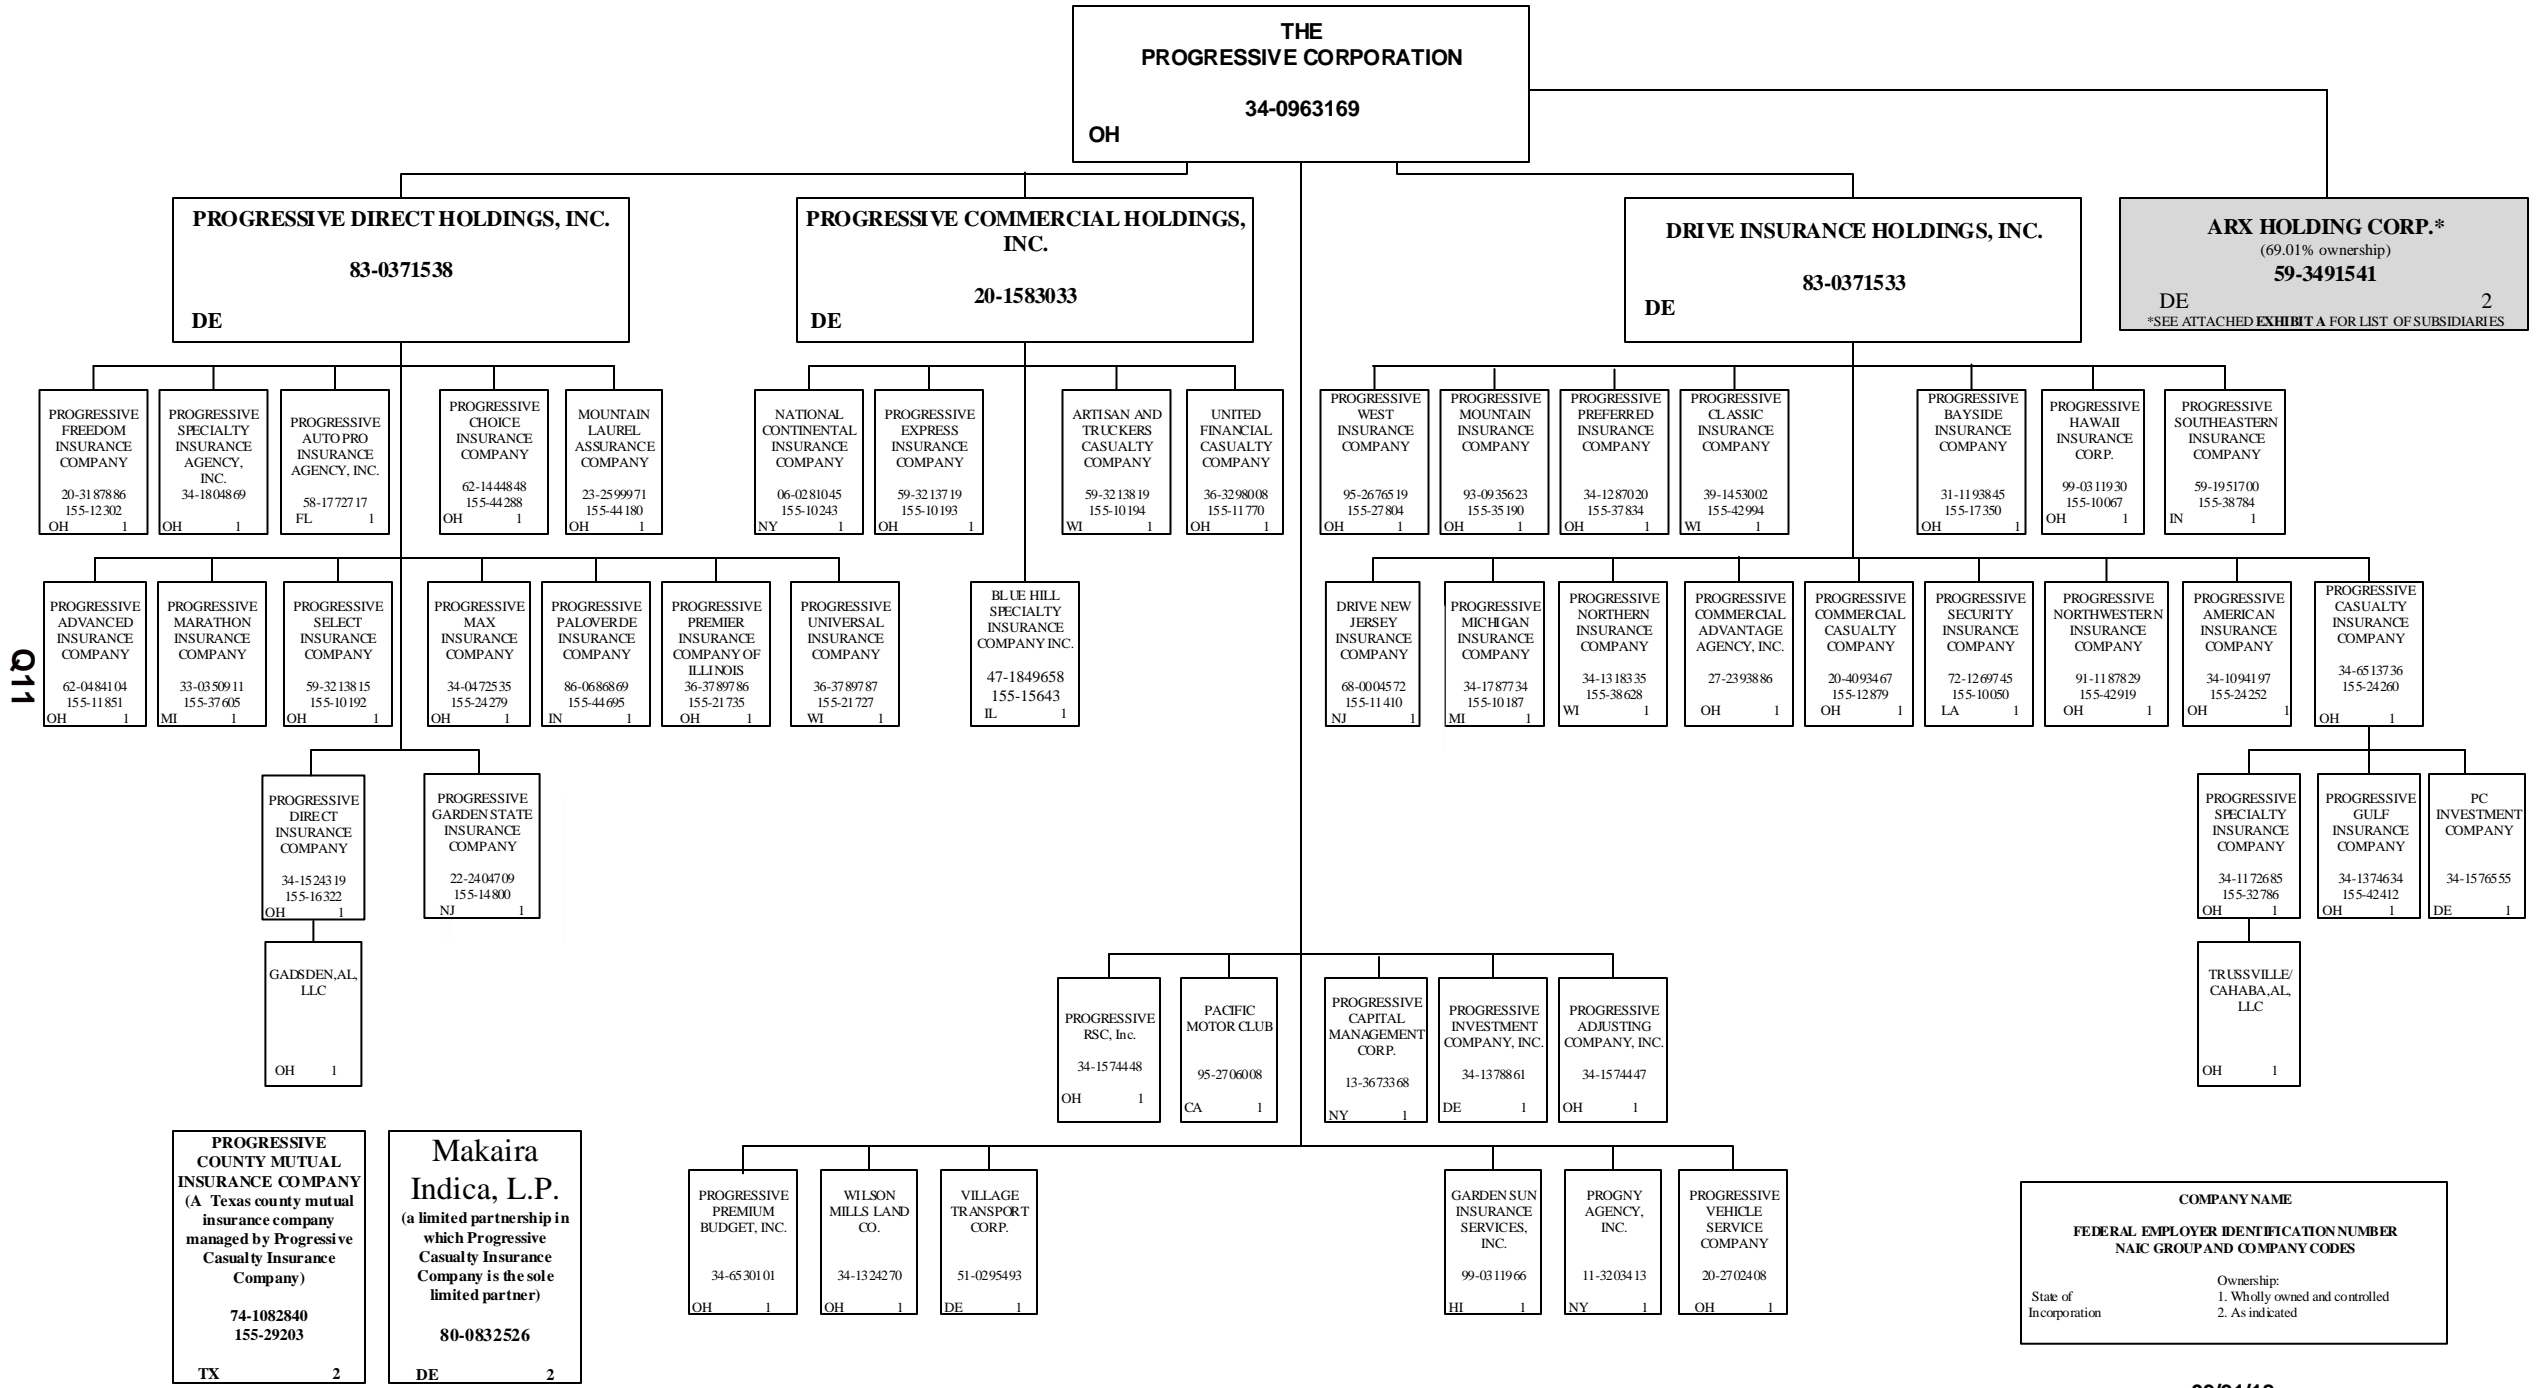 THE
PROGRESSIVE CORPORATION
34-0963169
OH
PROGRESSIVE DIRECT HOLDINGS, INC.
83-0371538
DE
PROGRESSIVE COMMERCIAL HOLDINGS,
INC.
20-1583033
DE
DRIVE INSURANCE HOLDINGS, INC.
83-0371533
DE
ARX HOLDING CORP.*
(69.01% ownership)
59-3491541
DE 2
*SEE ATTACHED EXHIBIT A FOR LIST OF SUBSIDIARIES
PROGRESSIVE
FREEDOM
INSURANCE
COMPANY
20-3187886
155-12302
OH 1
PROGRESSIVE
SPECIALTY
INSURANCE
AGENCY,
INC.
34-1804869
OH 1
PROGRESSIVE
AUTO PRO
INSURANCE
AGENCY, INC.
58-1772717
FL 1
PROGRESSIVE
CHOICE
INSURANCE
COMPANY
62-1444848
155-44288
OH 1
MOUNTAIN
LAUREL
ASSURANCE
COMPANY
23-2599971
155-44180
OH 1
NATIONAL
CONTINENTAL
INSURANCE
COMPANY
06-0281045
155-10243
NY 1
PROGRESSIVE
EXPRESS
INSURANCE
COMPANY
59-3213719
155-10193
OH 1
ARTISAN AND
TRUCKERS
CASUALTY
COMPANY
59-3213819
155-10194
WI 1
UNITED
FINANCIAL
CASUALTY
COMPANY
36-3298008
155-11770
OH 1
PROGRESSIVE
WEST
INSURANCE
COMPANY
95-2676519
155-27804
OH 1
PROGRESSIVE
MOUNTAIN
INSURANCE
COMPANY
93-0935623
155-35190
OH 1
PROGRESSIVE
PREFERRED
INSURANCE
COMPANY
34-1287020
155-37834
OH 1
PROGRESSIVE
CLASSIC
INSURANCE
COMPANY
39-1453002
155-42994
WI 1
PROGRESSIVE
BAYSIDE
INSURANCE
COMPANY
31-1193845
155-17350
OH 1
PROGRESSIVE
HAWAII
INSURANCE
CORP.
99-0311930
155-10067
OH 1
PROGRESSIVE
SOUTHEASTERN
INSURANCE
COMPANY
59-1951700
155-38784
IN 1
Q11
PROGRESSIVE
ADVANCED
INSURANCE
COMPANY
62-0484104
155-11851
OH 1
PROGRESSIVE
MARATHON
INSURANCE
COMPANY
33-0350911
155-37605
MI 1
PROGRESSIVE
SELECT
INSURANCE
COMPANY
59-3213815
155-10192
OH 1
PROGRESSIVE
MAX
INSURANCE
COMPANY
34-0472535
155-24279
OH 1
PROGRESSIVE
PALOVERDE
INSURANCE
COMPANY
86-0686869
155-44695
IN 1
PROGRESSIVE
PREMIER
INSURANCE
COMPANY OF
ILLINOIS
36-3789786
155-21735
OH 1
PROGRESSIVE
UNIVERSAL
INSURANCE
COMPANY
36-3789787
155-21727
WI 1
BLUE HILL
SPECIALTY
INSURANCE
COMPANY INC.
47-1849658
155-15643
IL 1
DRIVE NEW
JERSEY
INSURANCE
COMPANY
68-0004572
155-11410
NJ 1
PROGRESSIVE
MICHIGAN
INSURANCE
COMPANY
34-1787734
155-10187
MI 1
PROGRESSIVE
NORTHERN
INSURANCE
COMPANY
34-1318335
155-38628
WI 1
PROGRESSIVE
COMMERCIAL
ADVANTAGE
AGENCY, INC.
27-2393886
OH 1
PROGRESSIVE
COMMERCIAL
CASUALTY
COMPANY
20-4093467
155-12879
OH 1
PROGRESSIVE
SECURITY
INSURANCE
COMPANY
72-1269745
155-10050
LA 1
PROGRESSIVE
NORTHWESTERN
INSURANCE
COMPANY
91-1187829
155-42919
OH 1
PROGRESSIVE
AMERICAN
INSURANCE
COMPANY
34-1094197
155-24252
OH 1
PROGRESSIVE
CASUALTY
INSURANCE
COMPANY
34-6513736
155-24260
OH 1
PROGRESSIVE
DIRECT
INSURANCE
COMPANY
34-1524319
155-16322
OH 1
PROGRESSIVE
GARDEN STATE
INSURANCE
COMPANY
22-2404709
155-14800
NJ 1
PROGRESSIVE
SPECIALTY
INSURANCE
COMPANY
34-1172685
155-32786
OH 1
PROGRESSIVE
GULF
INSURANCE
COMPANY
34-1374634
155-42412
OH 1
PC
INVESTMENT
COMPANY
34-1576555
DE 1
GADSDEN, AL,
LLC
OH 1
TRUSSVILLE/
CAHABA, AL,
LLC
OH 1
PROGRESSIVE
RSC, Inc.
34-1574448
OH 1
PACIFIC
MOTOR CLUB
95-2706008
CA 1
PROGRESSIVE
CAPITAL
MANAGEMENT
CORP.
13-3673368
NY 1
PROGRESSIVE
INVESTMENT
COMPANY, INC.
34-1378861
DE 1
PROGRESSIVE
ADJUSTING
COMPANY, INC.
34-1574447
OH 1
PROGRESSIVE
COUNTY MUTUAL
INSURANCE COMPANY
(A Texas county mutual
insurance company
managed by Progressive
Casualty Insurance
Company)
74-1082840
155-29203
TX 2
Makaira
Indica, L.P.
(a limited partnership in
which Progressive
Casualty Insurance
Company is the sole
limited partner)
80-0832526
DE 2
PROGRESSIVE
PREMIUM
BUDGET, INC.
34-6530101
OH 1
WILSON
MILLS LAND
CO.
34-1324270
OH 1
VILLAGE
TRANSPORT
CORP.
51-0295493
DE 1
GARDEN SUN
INSURANCE
SERVICES,
INC.
99-0311966
HI 1
PROGNY
AGENCY,
INC.
11-3203413
NY 1
PROGRESSIVE
VEHICLE
SERVICE
COMPANY
20-2702408
OH 1
COMPANY NAME
FEDERAL EMPLOYER IDENTIFICATION NUMBER
NAIC GROUP AND COMPANY CODES
Ownership:
State of 1. Wholly owned and controlled
Incorporation 2. As indicated